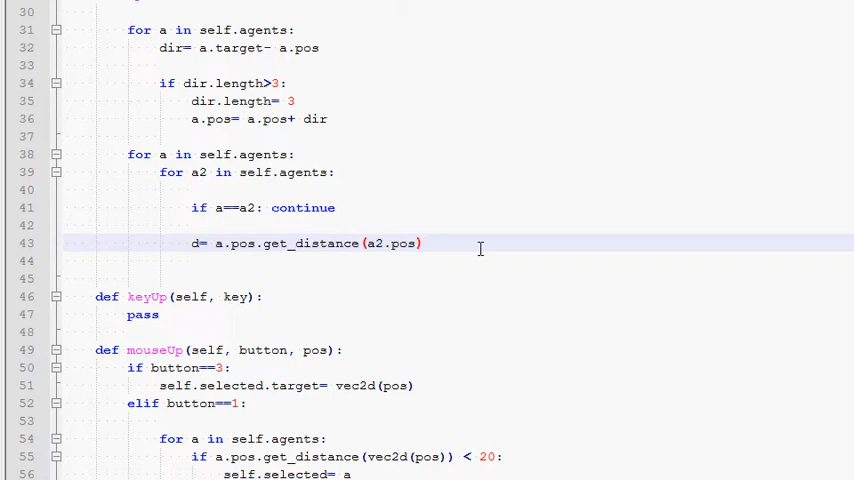 30
31 for a in self.agents:
32 dir= a.target- a.pos
33
34 if dir.length>3:
35 dir.length= 3
36 a.pos= a.pos+ dir
37
38 for a in self.agents:
39 for a2 in self.agents:
40
41 if a==a2: continue
42
43 d= a.pos.get_distance(a2.pos)
44
45
46 def keyUp(self, key):
47 pass
48
49 def mouseUp(self, button, pos):
50 if button==3:
51 self.selected.target= vec2d(pos)
52 elif button==1:
53
54 for a in self.agents:
55 if a.pos.get_distance(vec2d(pos)) < 20:
56 self.selected= a